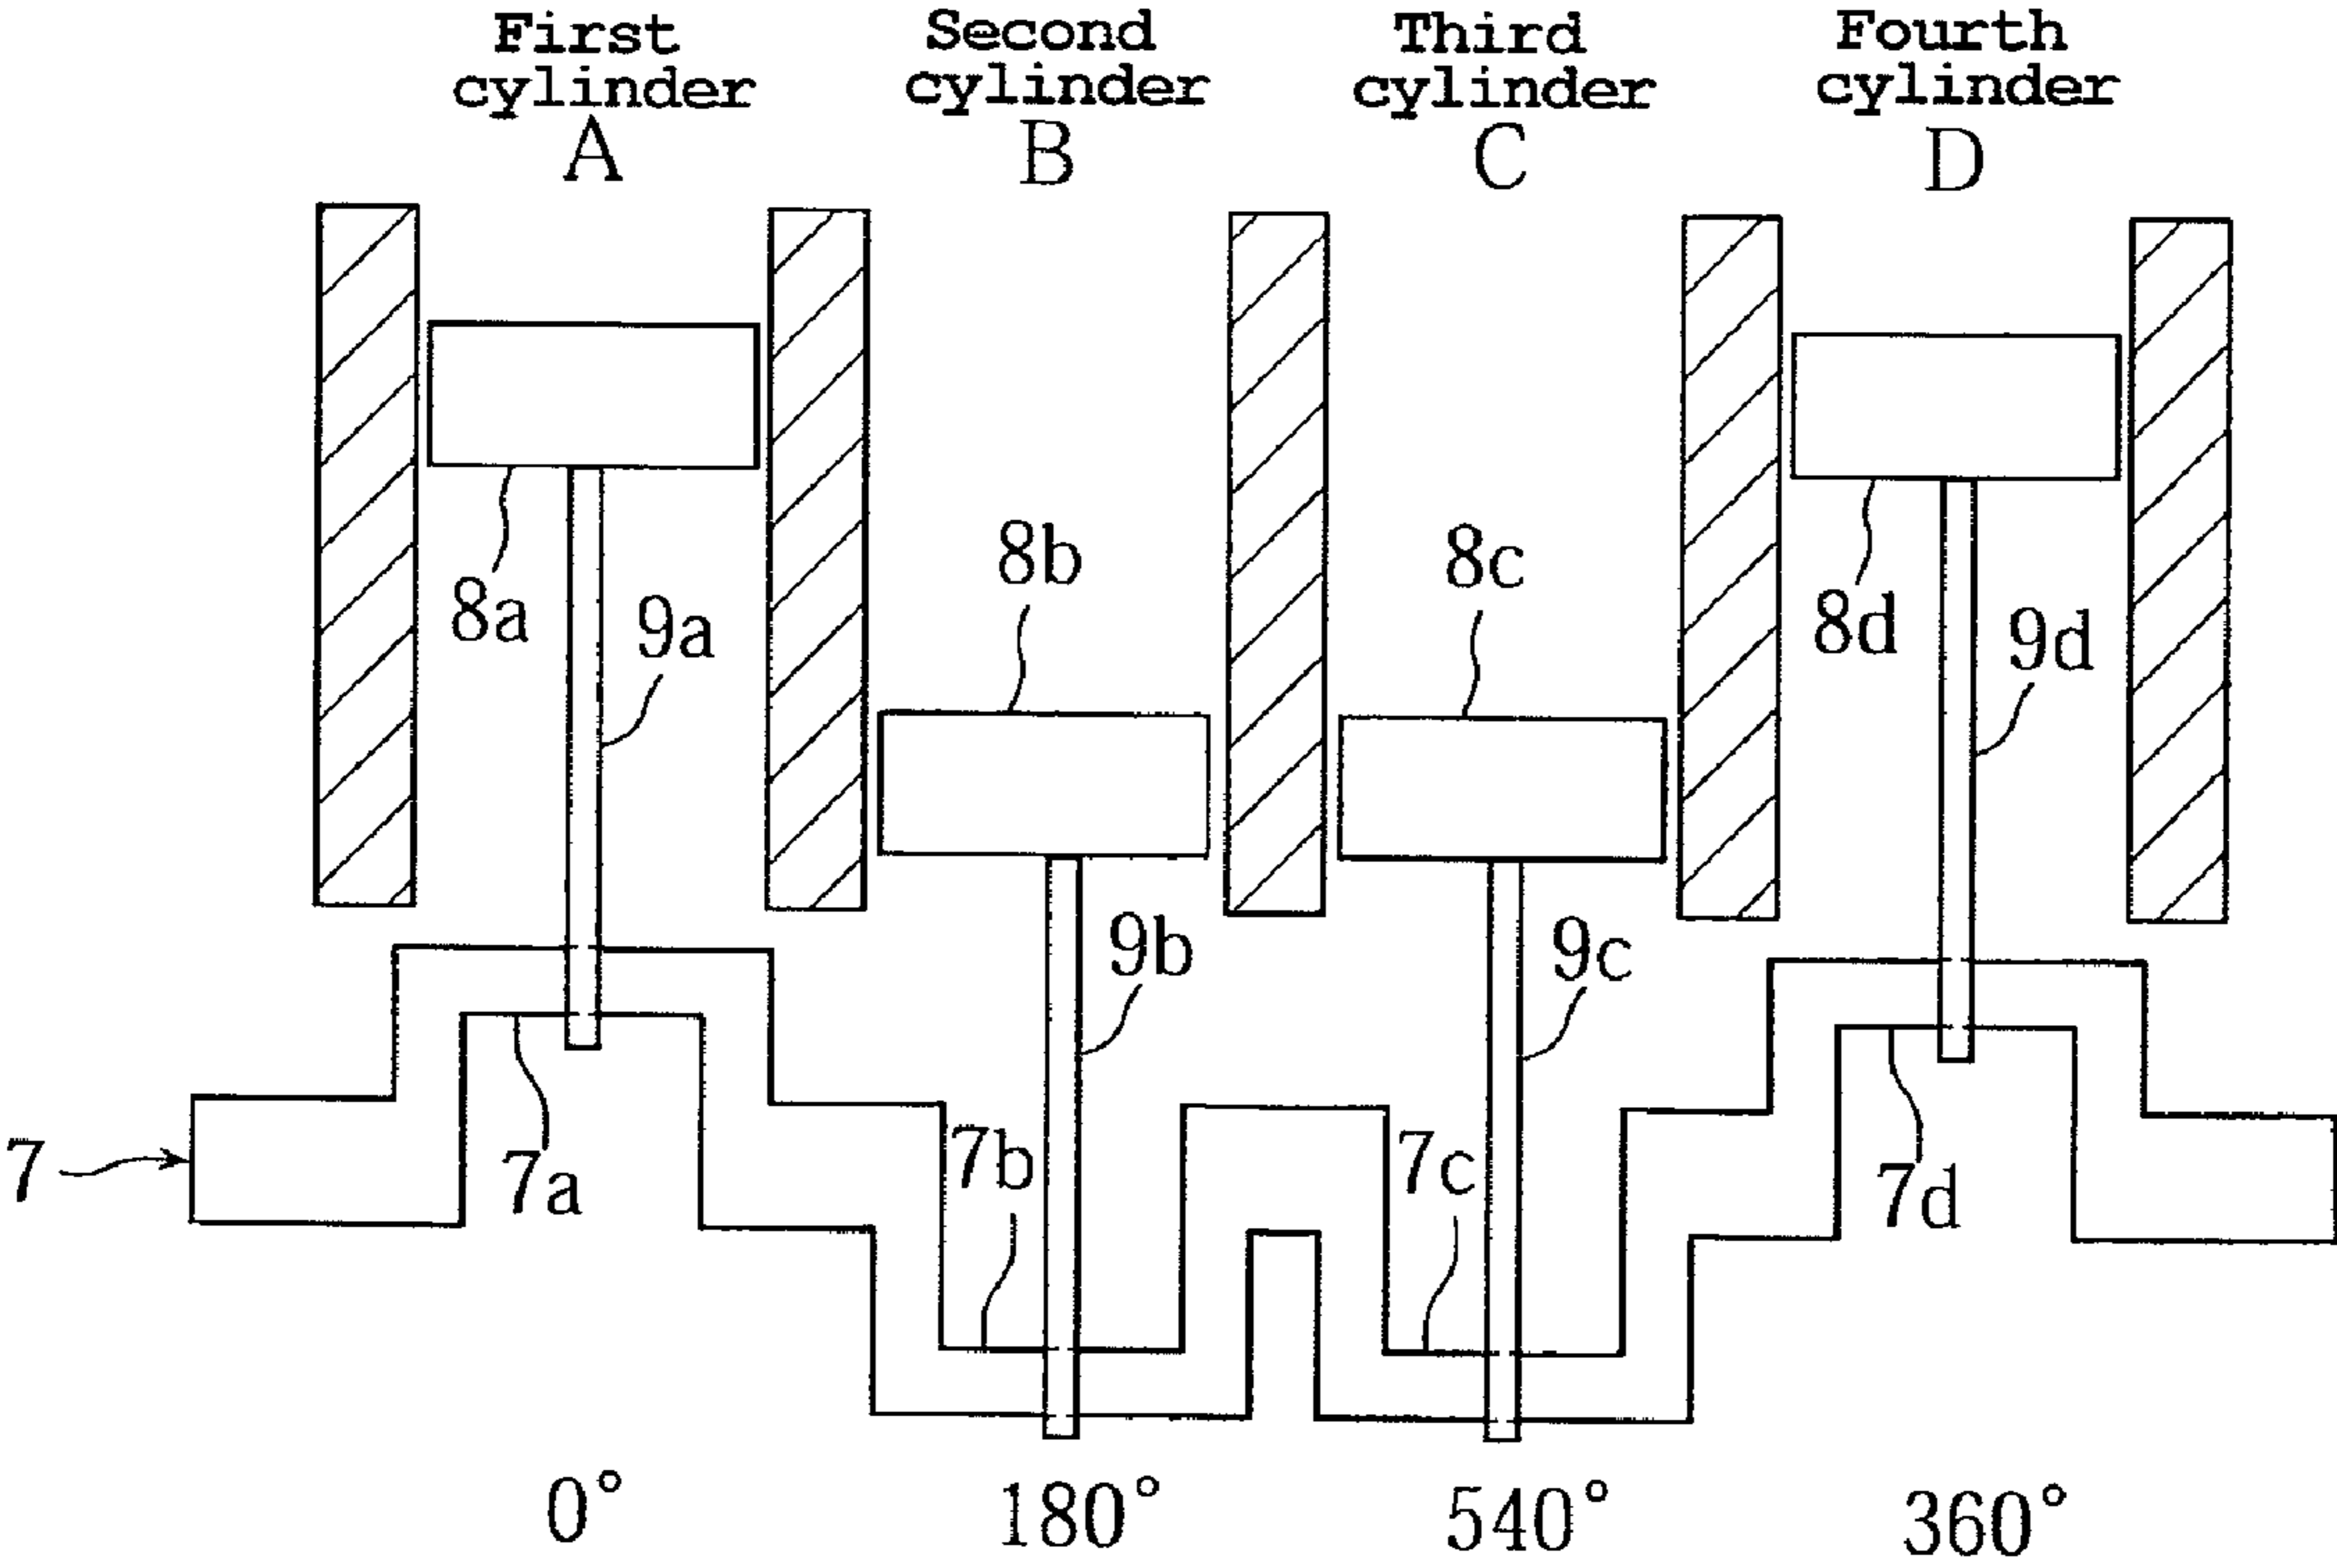 First cylinder A
Second cylinder B
Third cylinder C
Fourth cylinder D
8a
9a
8b
8c
8d
9d
9b
9c
7
7a
7b
7c
7d
0°
180°
540°
360°